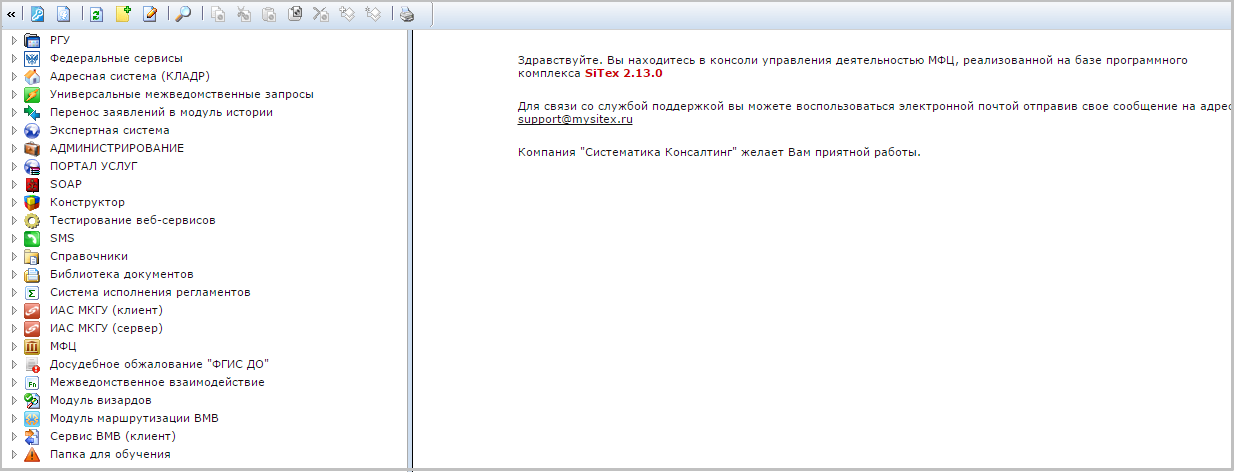 «
РГУ
Федеральные сервисы
Адресная система (КЛАДР)
Универсальные межведомственные запросы
Перенос заявлений в модуль истории
Экспертная система
АДМИНИСТРИРОВАНИЕ
ПОРТАЛ УСЛУГ
SOAP
Конструктор
Тестирование веб-сервисов
SMS
Справочники
Библиотека документов
Σ Система исполнения регламентов
ИАС МКГУ (клиент)
ИАС МКГУ (сервер)
МФЦ
Досудебное обжалование "ФГИС ДО"
Fn Межведомственное взаимодействие
Модуль визардов
Модуль маршрутизации ВМВ
Сервис ВМВ (клиент)
Папка для обучения
Здравствуйте. Вы находитесь в консоли управления деятельностью МФЦ, реализованной на базе программного
комплекса SiTex 2.13.0
Для связи со службой поддержкой вы можете воспользоваться электронной почтой отправив свое сообщение на адрес
support@mysitex.ru
Компания "Систематика Консалтинг" желает Вам приятной работы.